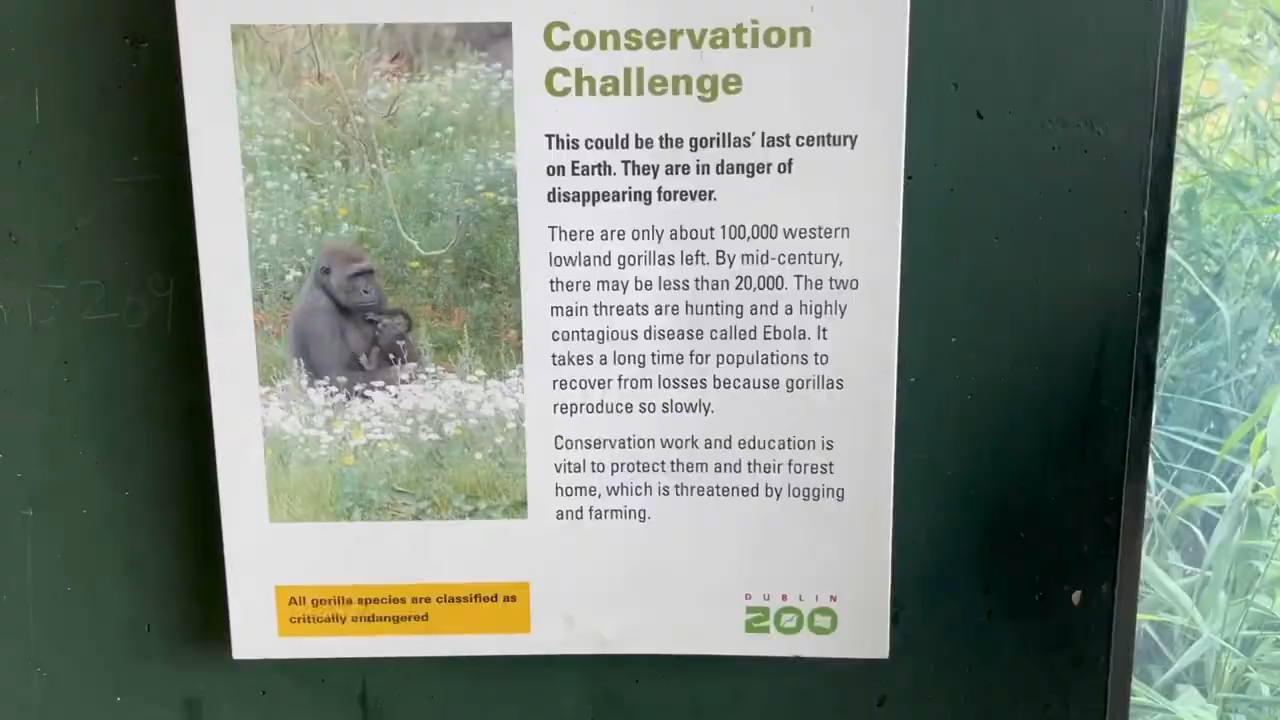 Conservation
Challenge
This could be the gorillas' last century
on Earth. They are in danger of
disappearing forever.
There are only about 100,000 western
lowland gorillas left. By mid-century,
there may be less than 20,000. The two
main threats are hunting and a highly
contagious disease called Ebola. It
takes a long time for populations to
recover from losses because gorillas
reproduce so slowly.
Conservation work and education is
vital to protect them and their forest
home, which is threatened by logging
and farming.
All gorilla species are classified as
critically endangered
DUBLIN
ZOO